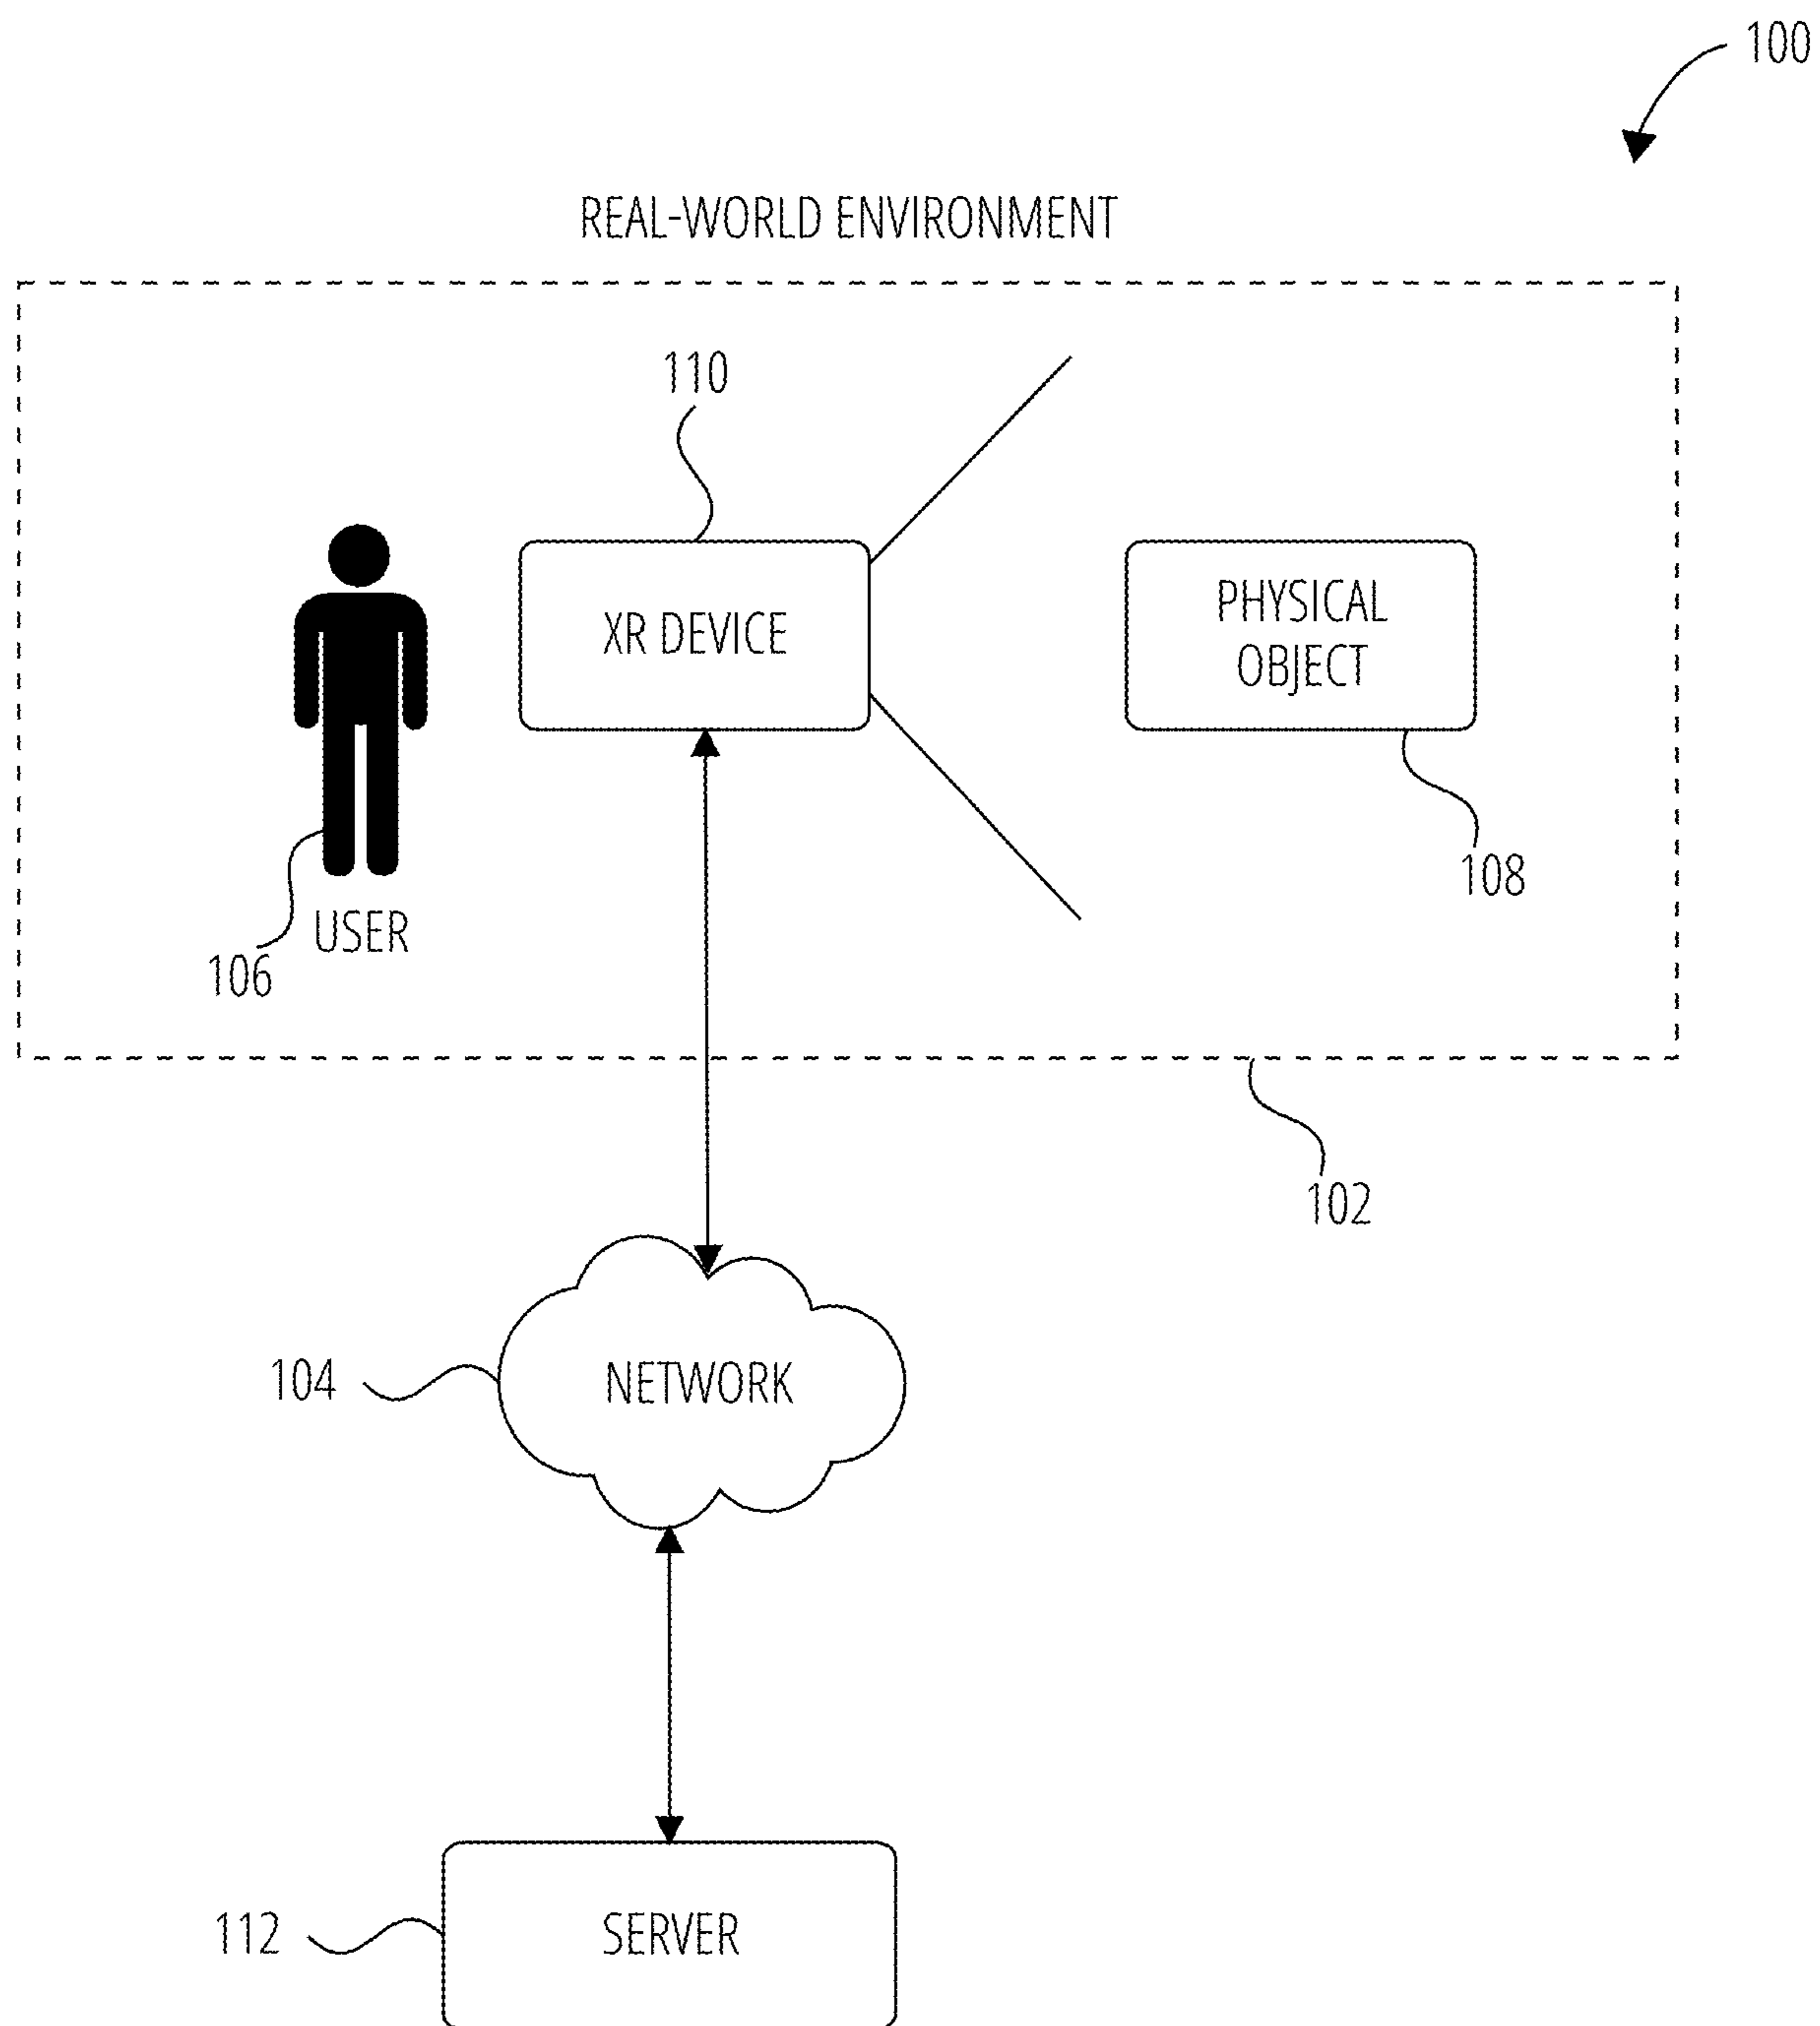 100
REAL-WORLD ENVIRONMENT
110
XR DEVICE
PHYSICAL
OBJECT
108
USER
106
102
104
NETWORK
112
SERVER